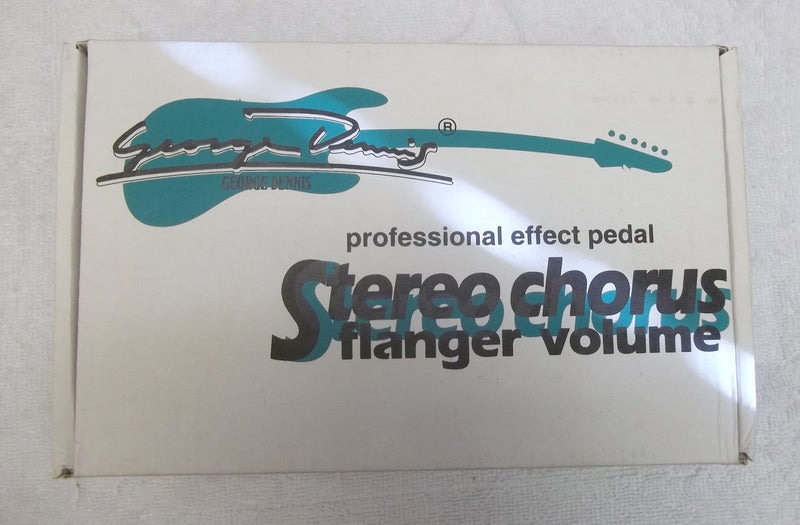 George Dennis ®
GEORGE DENNIS
professional effect pedal
Stereo chorus
flanger volume